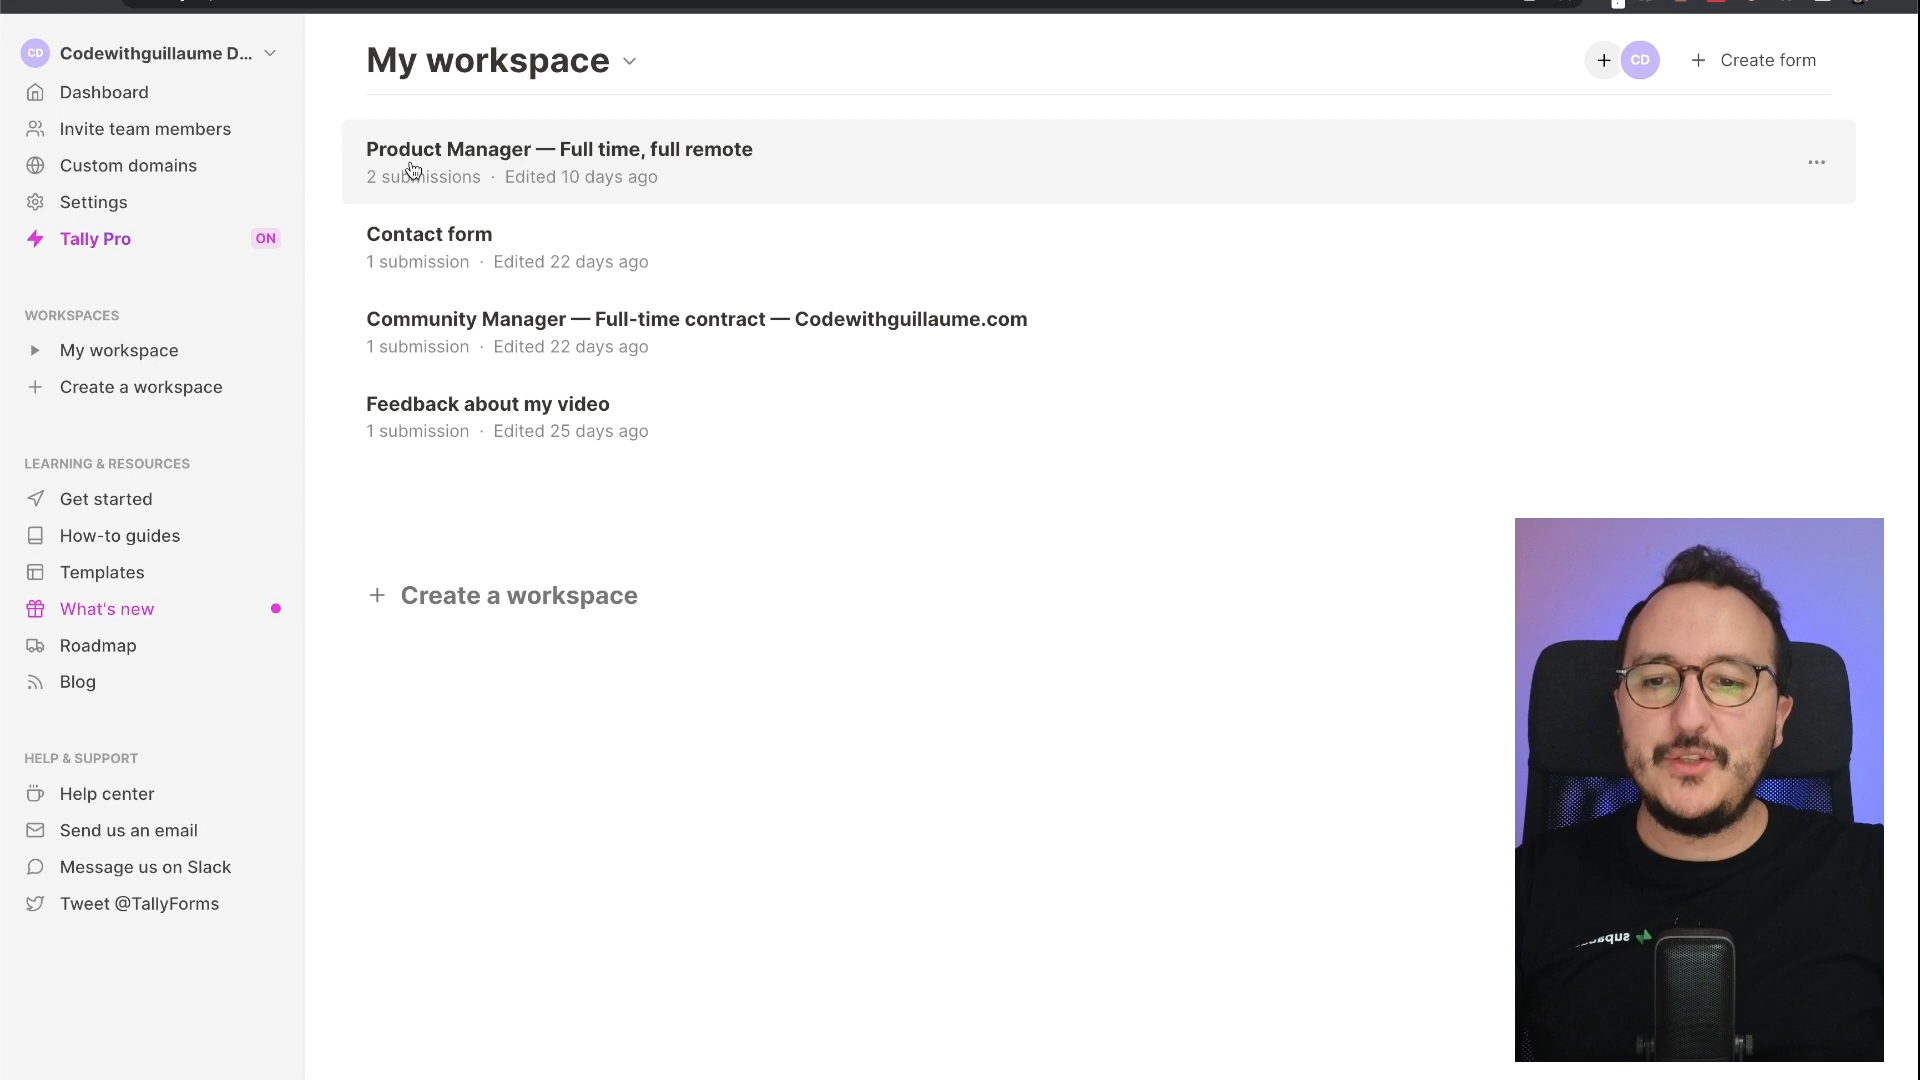 CD Codewithguillaume D...
Dashboard
Invite team members
Custom domains
Settings
Tally Pro ON
WORKSPACES
My workspace
Create a workspace
LEARNING & RESOURCES
Get started
How-to guides
Templates
What's new
Roadmap
Blog
HELP & SUPPORT
Help center
Send us an email
Message us on Slack
Tweet @TallyForms
My workspace
+ CD + Create form
Product Manager — Full time, full remote
2 submissions · Edited 10 days ago
Contact form
1 submission · Edited 22 days ago
Community Manager — Full-time contract — Codewithguillaume.com
1 submission · Edited 22 days ago
Feedback about my video
1 submission · Edited 25 days ago
+ Create a workspace